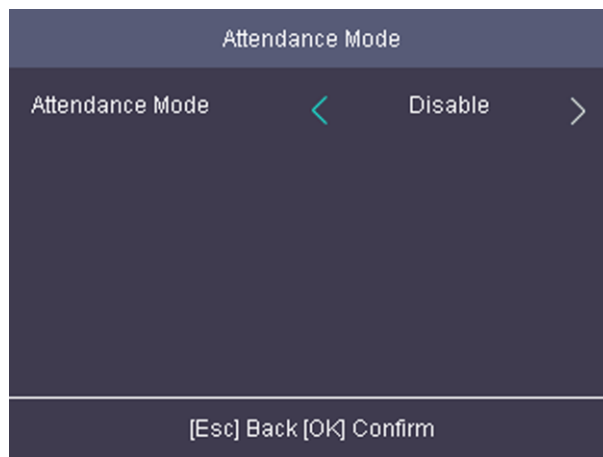 Attendance Mode
Attendance Mode < Disable >
[Esc] Back [OK] Confirm